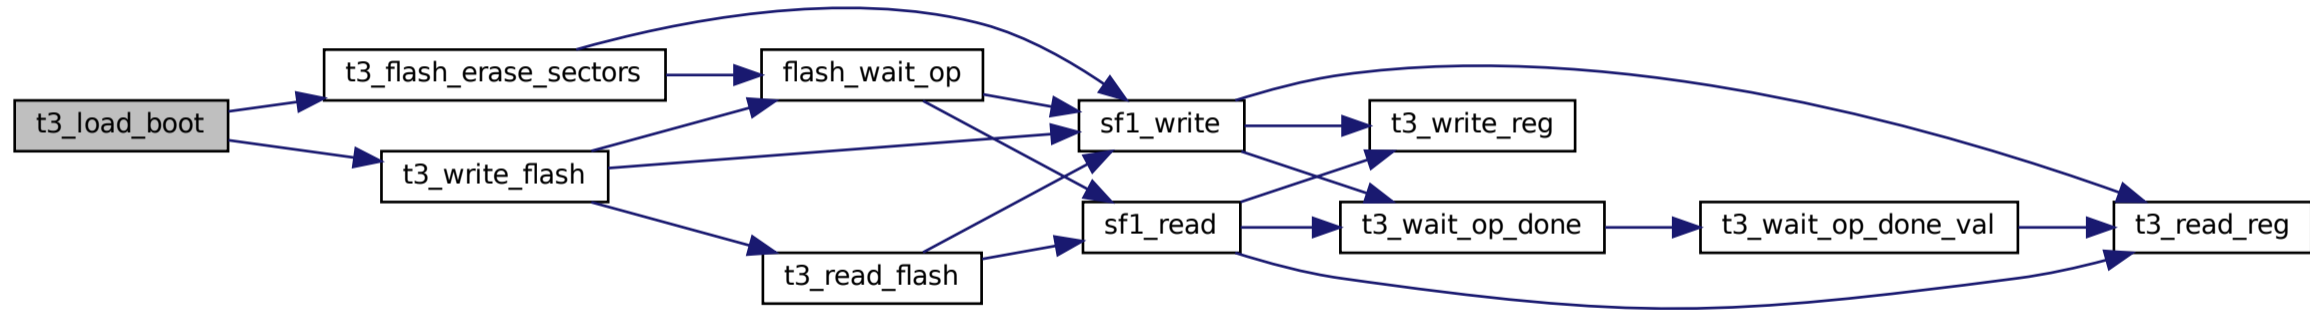 t3_load_boot
t3_flash_erase_sectors
t3_write_flash
flash_wait_op
t3_read_flash
sf1_write
sf1_read
t3_write_reg
t3_wait_op_done
t3_wait_op_done_val
t3_read_reg